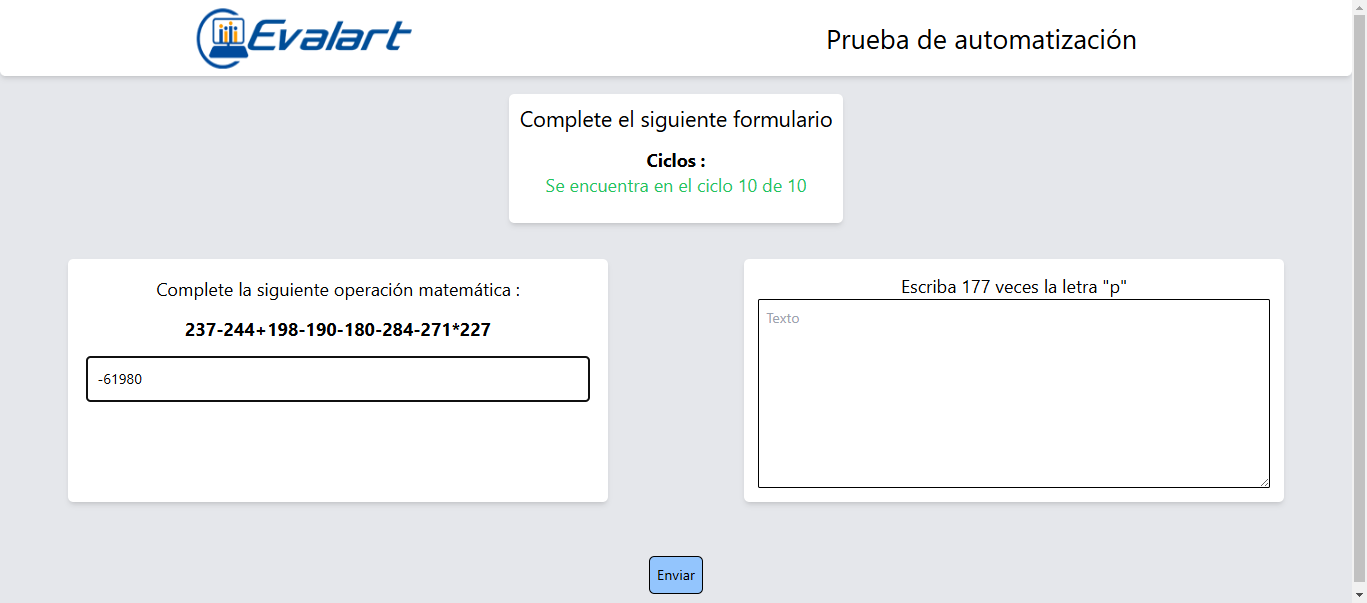 Evalart
Prueba de automatización
Complete el siguiente formulario
Ciclos :
Se encuentra en el ciclo 10 de 10
Complete la siguiente operación matemática :
237-244+198-190-180-284-271*227
-61980
Escriba 177 veces la letra "p"
Texto
Enviar